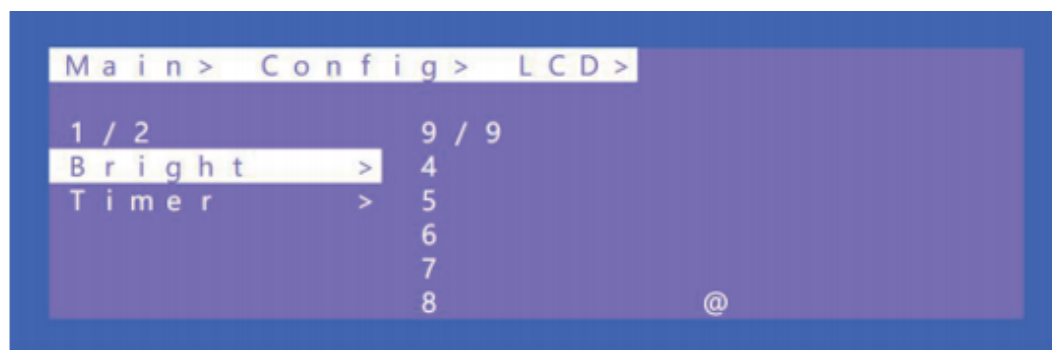 Main> Config> LCD>
1/2 9/9
Bright > 4
Timer > 5
6
7
8 @